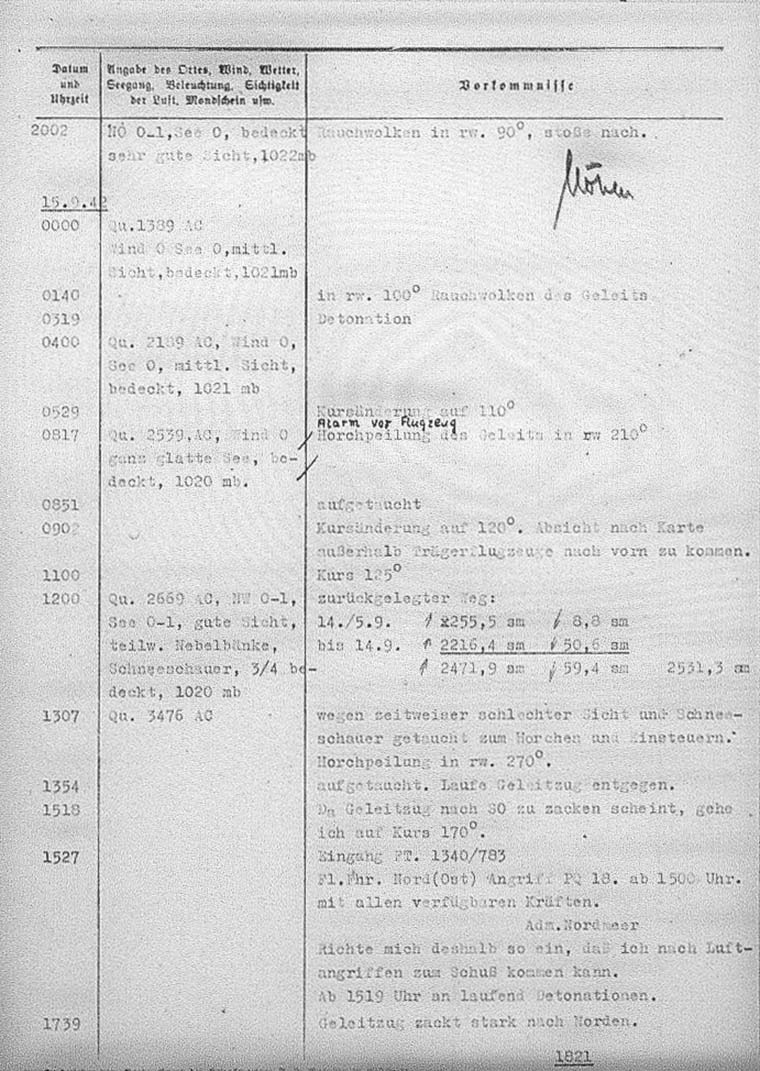 Datum und Uhrzeit
Angabe des Ortes, Wind, Wetter, Seegang, Beleuchtung, Sichtigkeit der Luft, Mondschein usw.
Vorkommnisse
2002 NO 0-1,See 0, bedeckt Rauchwolken in rw. 90°, stoße nach.
sehr gute Sicht,1022mb
15.9.42
0000 Qu.1389 AC
Wind 0 See 0,mittl.
Sicht,bedeckt,1021mb
0140 in rw. 100° Rauchwolken des Geleits
0319 Detonation
0400 Qu. 2189 AC, Wind 0,
See 0, mittl. Sicht,
bedeckt, 1021 mb
0529 Kursänderung auf 110°
Alarm vor Flugzeug
0817 Qu. 2539,AC, Wind 0 Horchpeilung des Geleits in rw 210°
ganz glatte See, be-
deckt, 1020 mb.
0851 aufgetaucht
0902 Kursänderung auf 120°. Absicht nach Karte
außerhalb Trägerflugzeuge nach vorn zu kommen.
1100 Kurs 125°
1200 Qu. 2669 AC, NW 0-1, zurückgelegter Weg:
See 0-1, gute Sicht, 14./5.9. 255,5 sm 8,8 sm
teilw. Nebelbänke, bis 14.9. 2216,4 sm 50,6 sm
Schneeschauer, 3/4 be- 2471,9 sm 59,4 sm 2531,3 sm
deckt, 1020 mb
1307 Qu. 3476 AC wegen zeitweiser schlechter Sicht und Schnee-
schauer getaucht zum Horchen und Einsteuern.
Horchpeilung in rw. 270°.
1354 aufgetaucht. Laufe Geleitzug entgegen.
1518 Da Geleitzug nach SO zu zacken scheint, gehe
ich auf Kurs 170°.
1527 Eingang FT. 1340/783
Fl.Fhr. Nord(Ost) Angriff PQ 18. ab 1500 Uhr.
mit allen verfügbaren Kräften.
Adm.Nordmeer
Richte mich deshalb so ein, daß ich nach Luft-
angriffen zum Schuß kommen kann.
Ab 1519 Uhr an laufend Detonationen.
1739 Geleitzug zackt stark nach Norden.
1821